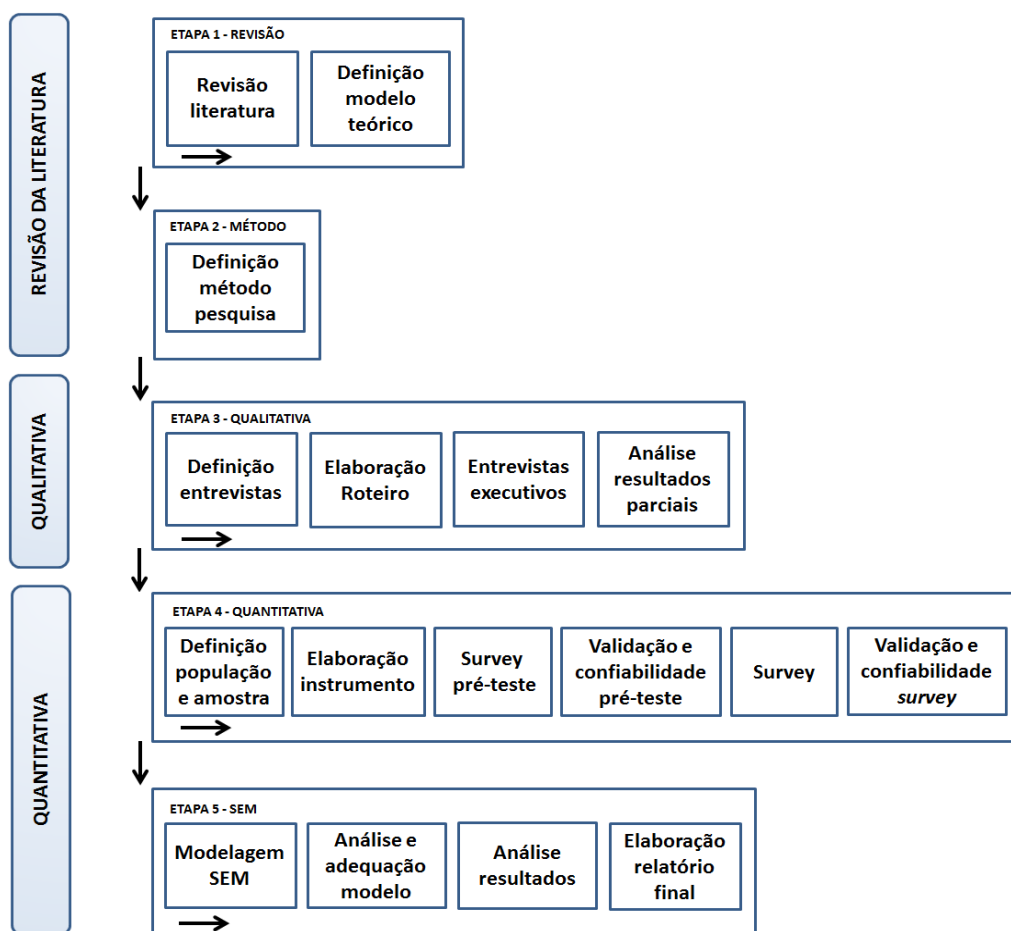 REVISÃO DA LITERATURA
ETAPA 1 - REVISÃO
Revisão
literatura
Definição
modelo
teórico
ETAPA 2 - MÉTODO
Definição
método
pesquisa
QUALITATIVA
ETAPA 3 - QUALITATIVA
Definição
entrevistas
Elaboração
Roteiro
Entrevistas
executivos
Análise
resultados
parciais
QUANTITATIVA
ETAPA 4 - QUANTITATIVA
Definição
população
e amostra
Elaboração
instrumento
Survey
pré-teste
Validação e
confiabilidade
pré-teste
Survey
Validação e
confiabilidade
survey
ETAPA 5 - SEM
Modelagem
SEM
Análise e
adequação
modelo
Análise
resultados
Elaboração
relatório
final